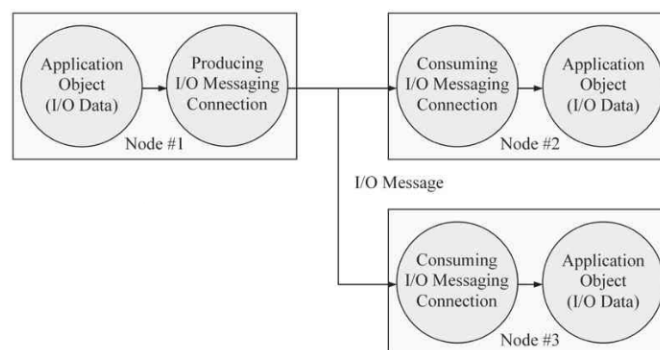 Application
Object
(I/O Data)
Producing
I/O Messaging
Connection
Node #1
Consuming
I/O Messaging
Connection
Application
Object
(I/O Data)
Node #2
I/O Message
Consuming
I/O Messaging
Connection
Application
Object
(I/O Data)
Node #3